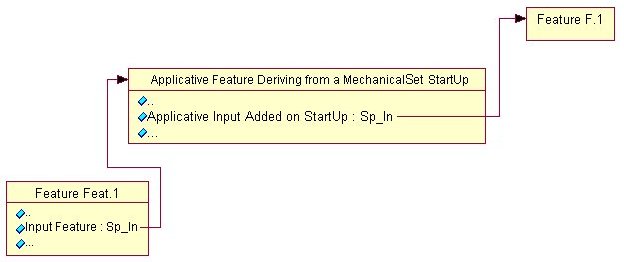 Feature F.1
Applicative Feature Deriving from a MechanicalSet StartUp
..
Applicative Input Added on StartUp : Sp_In
...
Feature Feat.1
..
Input Feature : Sp_In
...